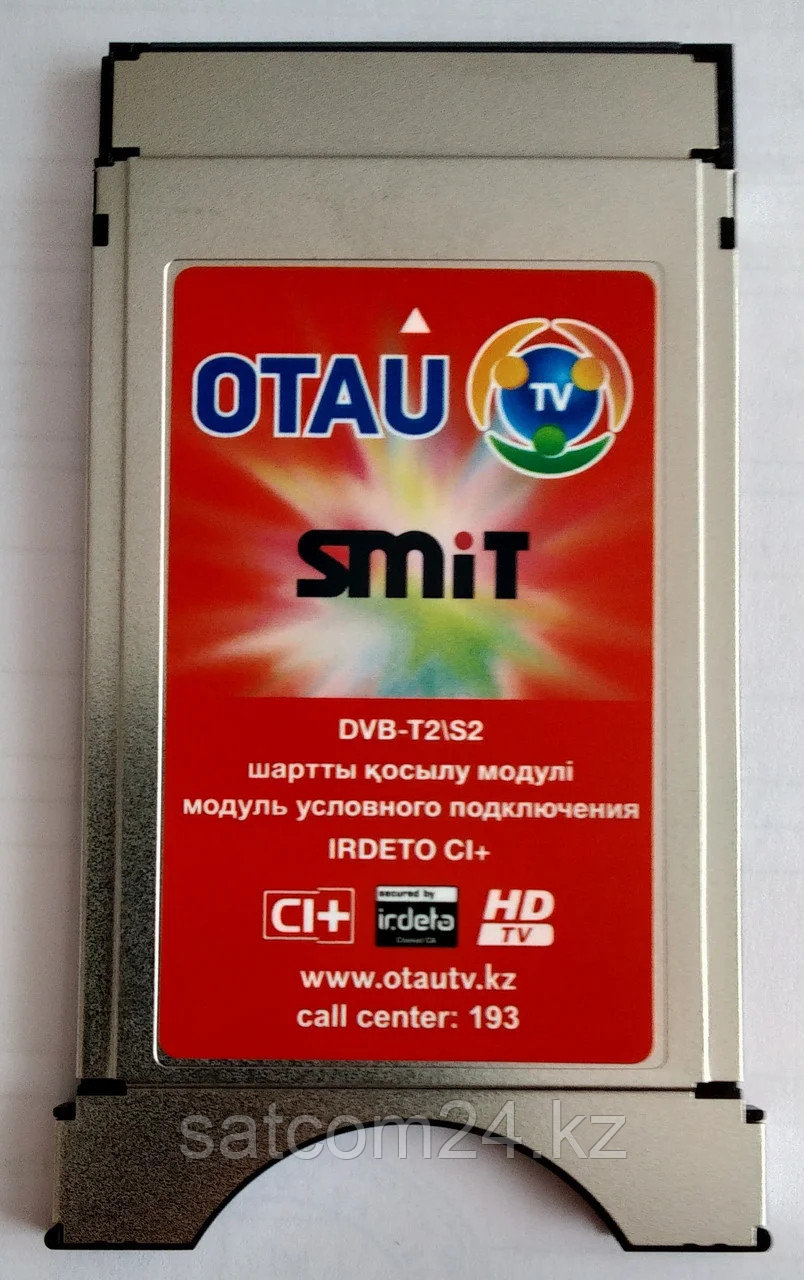 OTAU TV
SMiT
DVB-T2\S2
шартты қосылу модулі
модуль условного подключения
IRDETO CI+
CI+
secured by
irdeto
HD
TV
www.otautv.kz
call center: 193
satcom24.kz